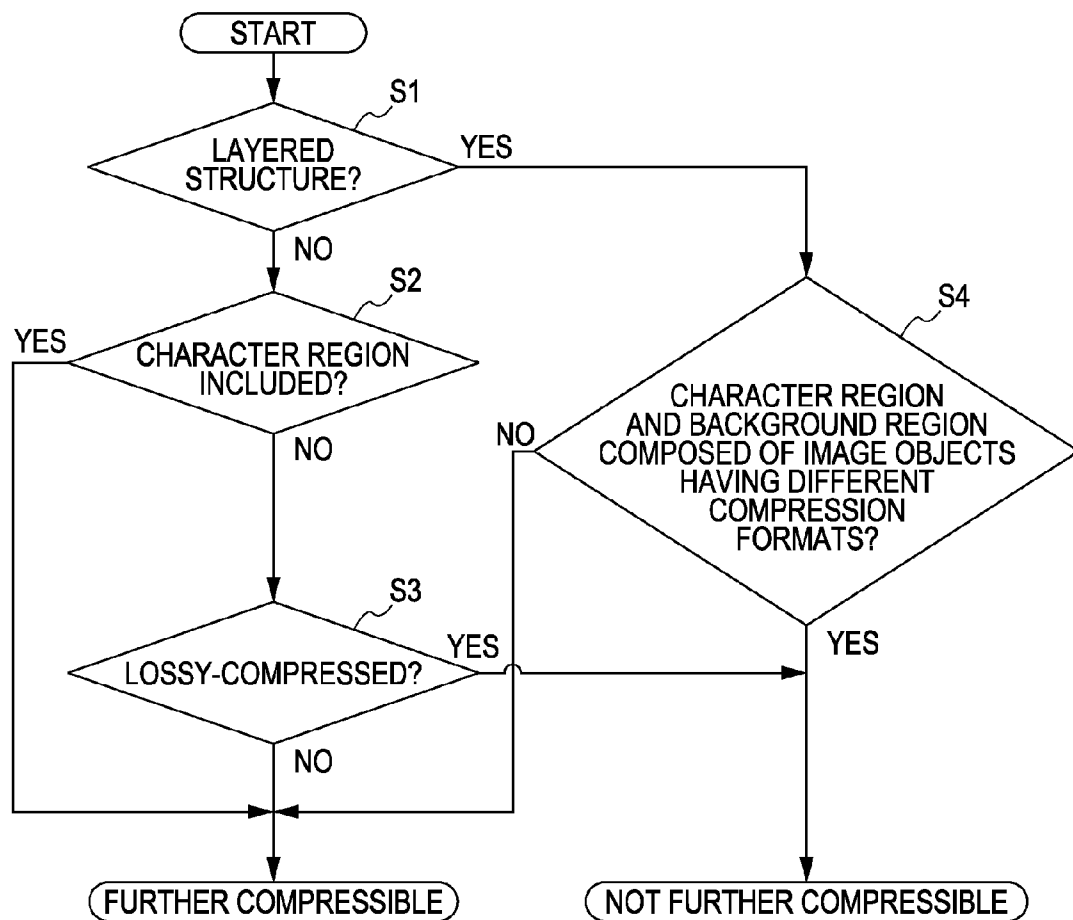 START
S1
LAYERED
STRUCTURE?
YES
NO
S2
YES
CHARACTER REGION
INCLUDED?
NO
S4
CHARACTER REGION
AND BACKGROUND REGION
COMPOSED OF IMAGE OBJECTS
HAVING DIFFERENT
COMPRESSION
FORMATS?
NO
YES
S3
LOSSY-COMPRESSED?
YES
NO
FURTHER COMPRESSIBLE
NOT FURTHER COMPRESSIBLE